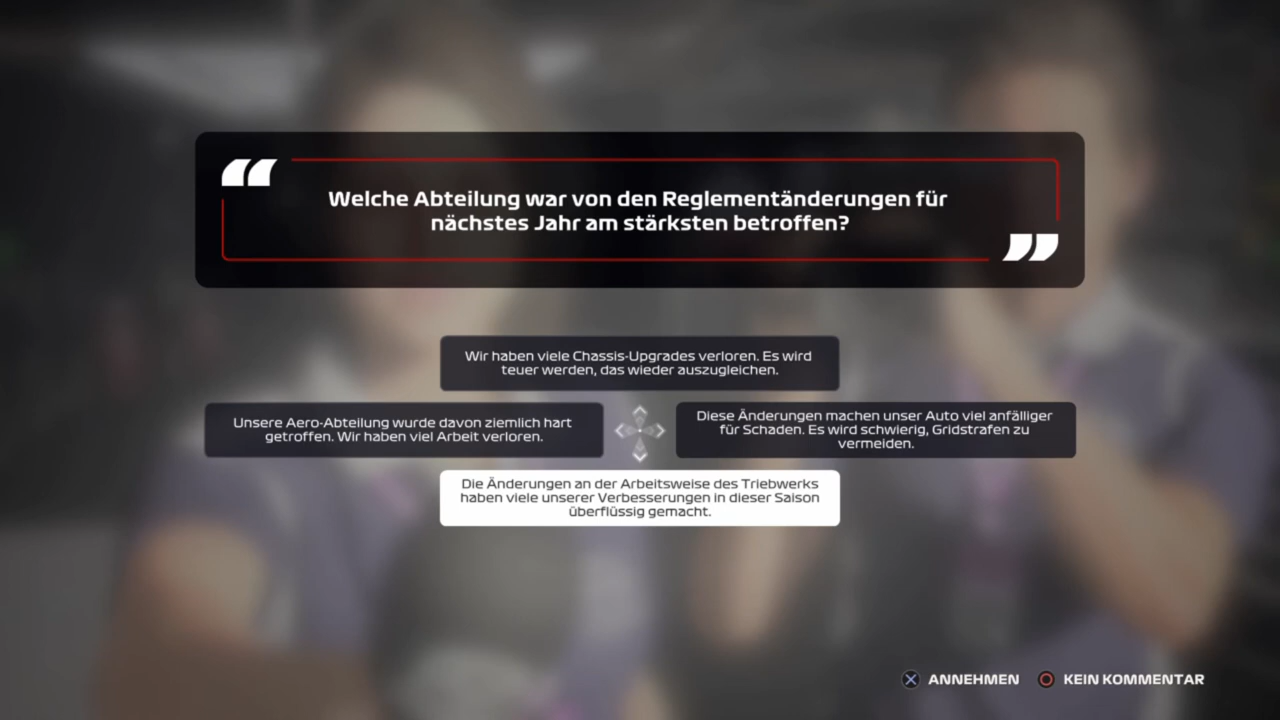 Welche Abteilung war von den Reglementänderungen für
nächstes Jahr am stärksten betroffen?
Wir haben viele Chassis-Upgrades verloren. Es wird
teuer werden, das wieder auszugleichen.
Unsere Aero-Abteilung wurde davon ziemlich hart
getroffen. Wir haben viel Arbeit verloren.
Diese Änderungen machen unser Auto viel anfälliger
für Schaden. Es wird schwierig, Gridstrafen zu
vermeiden.
Die Änderungen an der Arbeitsweise des Triebwerks
haben viele unserer Verbesserungen in dieser Saison
überflüssig gemacht.
ANNEHMEN
KEIN KOMMENTAR